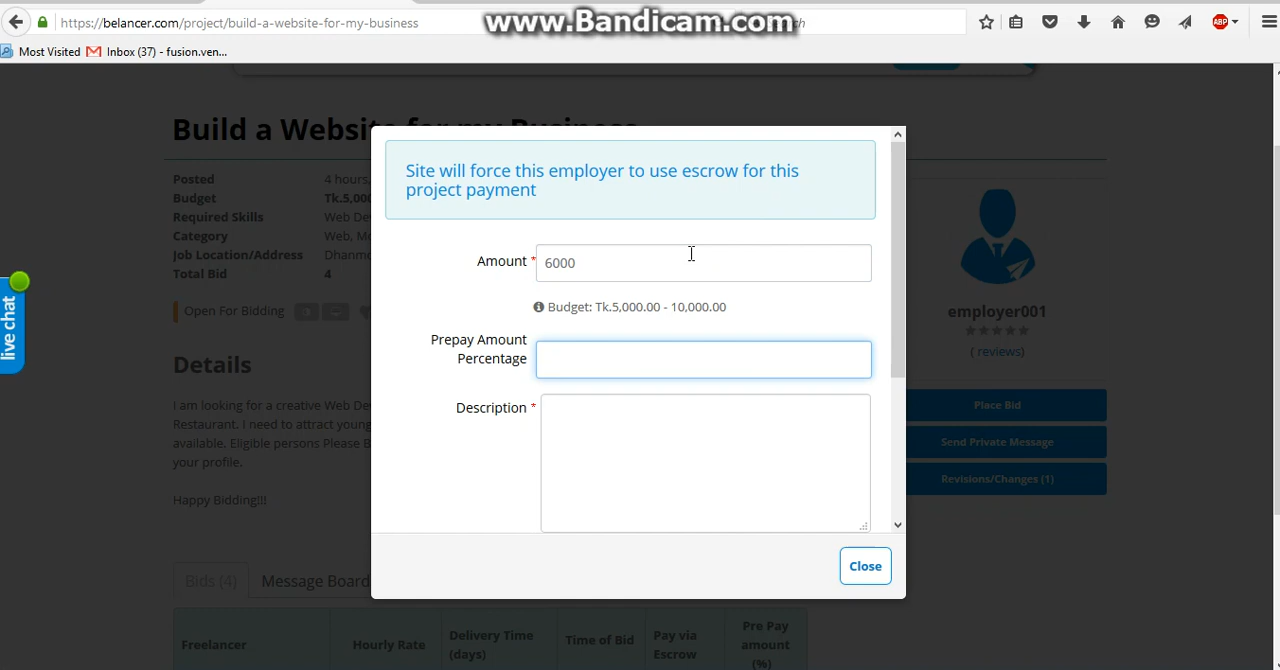 https://belancer.com/project/build-a-website-for-my-business
www.Bandicam.com
ch
ABP
Most Visited
Inbox (37) - fusion.ven...
Build a Website for my Business
Site will force this employer to use escrow for this
project payment
Posted
4 hours,
Budget
Tk.5,000
Required Skills
Web De
Category
Web, Mo
Job Location/Address
Dhanm
Total Bid
4
Open For Bidding
Amount *
6000
Budget: Tk.5,000.00 - 10,000.00
Prepay Amount
Percentage
Description *
Close
employer001
( reviews)
Place Bid
Send Private Message
Revisions/Changes (1)
live chat
Details
I am looking for a creative Web De
Restaurant. I need to attract young
available. Eligible persons Please B
your profile.
Happy Bidding!!!
Bids (4)
Message Board
Freelancer
Hourly Rate
Delivery Time
(days)
Time of Bid
Pay via
Escrow
Pre Pay
amount
(%)